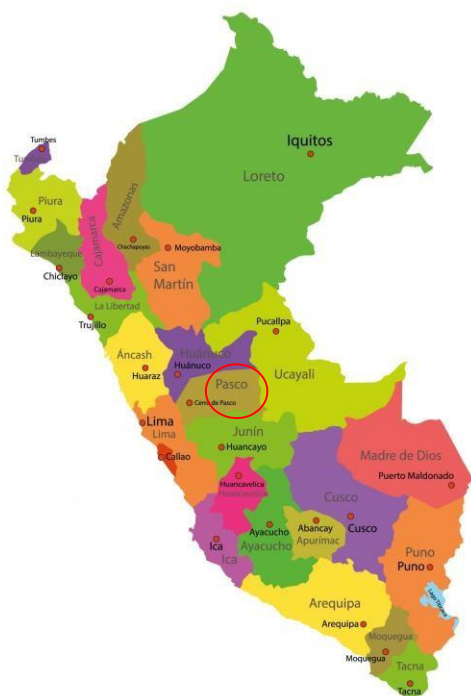 Tumbes
Tumbes
Piura
Piura
Lambayeque
Chiclayo
Cajamarca
Cajamarca
Amazonas
Chachapoyas
Loreto
Iquitos
Moyobamba
San
Martín
La Libertad
Trujillo
Áncash
Huaraz
Huánuco
Huánuco
Pucallpa
Ucayali
Pasco
Cerro de Pasco
Lima
Lima
Callao
Junín
Huancayo
Huancavelica
Huancavelica
Madre de Dios
Puerto Maldonado
Cusco
Cusco
Ica
Ica
Ayacucho
Ayacucho
Abancay
Apurímac
Puno
Puno
Lago Titicaca
Arequipa
Arequipa
Moquegua
Moquegua
Tacna
Tacna